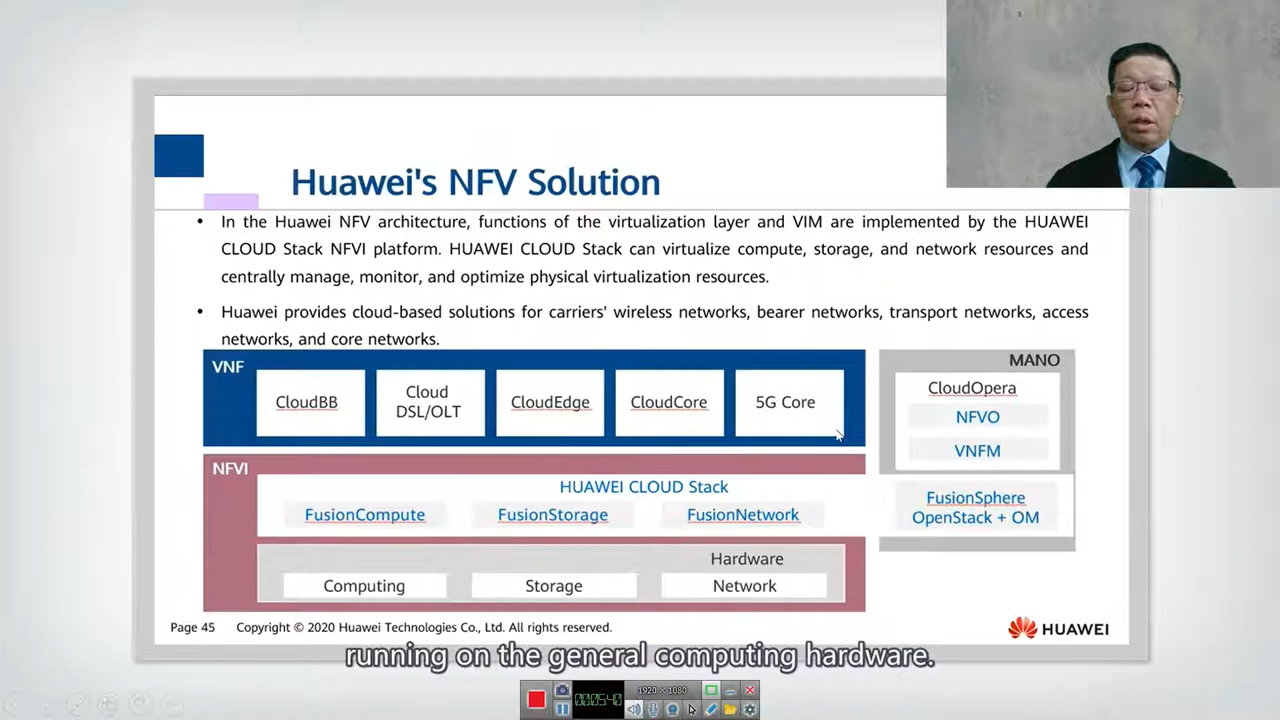 Huawei's NFV Solution
• In the Huawei NFV architecture, functions of the virtualization layer and VIM are implemented by the HUAWEI
CLOUD Stack NFVI platform. HUAWEI CLOUD Stack can virtualize compute, storage, and network resources and
centrally manage, monitor, and optimize physical virtualization resources.
• Huawei provides cloud-based solutions for carriers' wireless networks, bearer networks, transport networks, access
networks, and core networks.
VNF
CloudBB
Cloud
DSL/OLT
CloudEdge
CloudCore
5G Core
MANO
CloudOpera
NFVO
VNFM
FusionSphere
OpenStack + OM
NFVI
HUAWEI CLOUD Stack
FusionCompute
FusionStorage
FusionNetwork
Hardware
Computing
Storage
Network
Page 45
Copyright © 2020 Huawei Technologies Co., Ltd. All rights reserved.
HUAWEI
running on the general computing hardware.
00:05:40
1920 x 1080